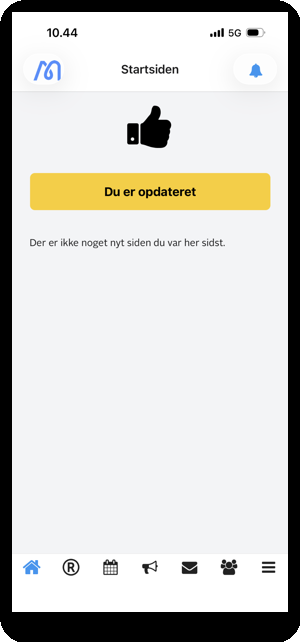 10.44
5G
Startsiden
Du er opdateret
Der er ikke noget nyt siden du var her sidst.
®